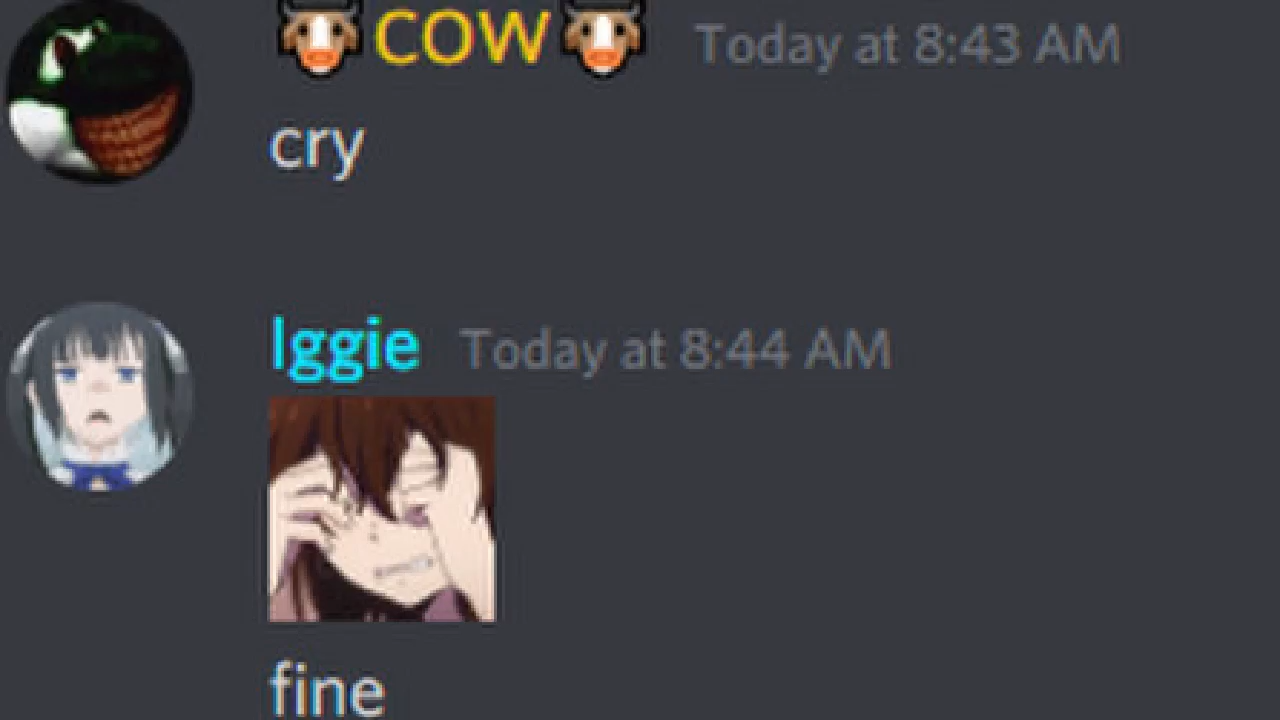 🐮COW🐮 Today at 8:43 AM
cry
Iggie Today at 8:44 AM
fine